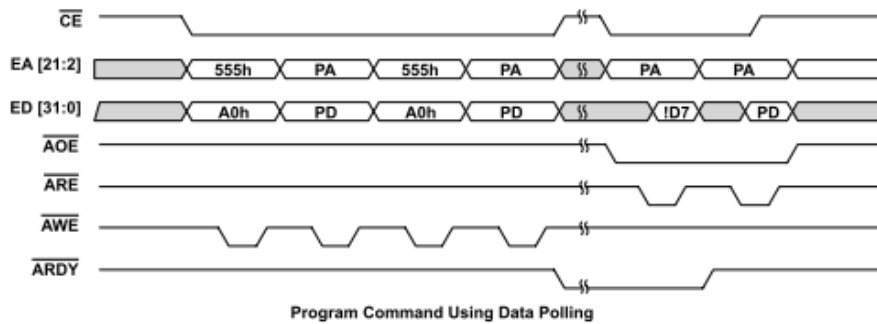 CE
EA [21:2] 555h PA 555h PA PA PA
ED [31:0] A0h PD A0h PD !D7 PD
AOE
ARE
AWE
ARDY
Program Command Using Data Polling